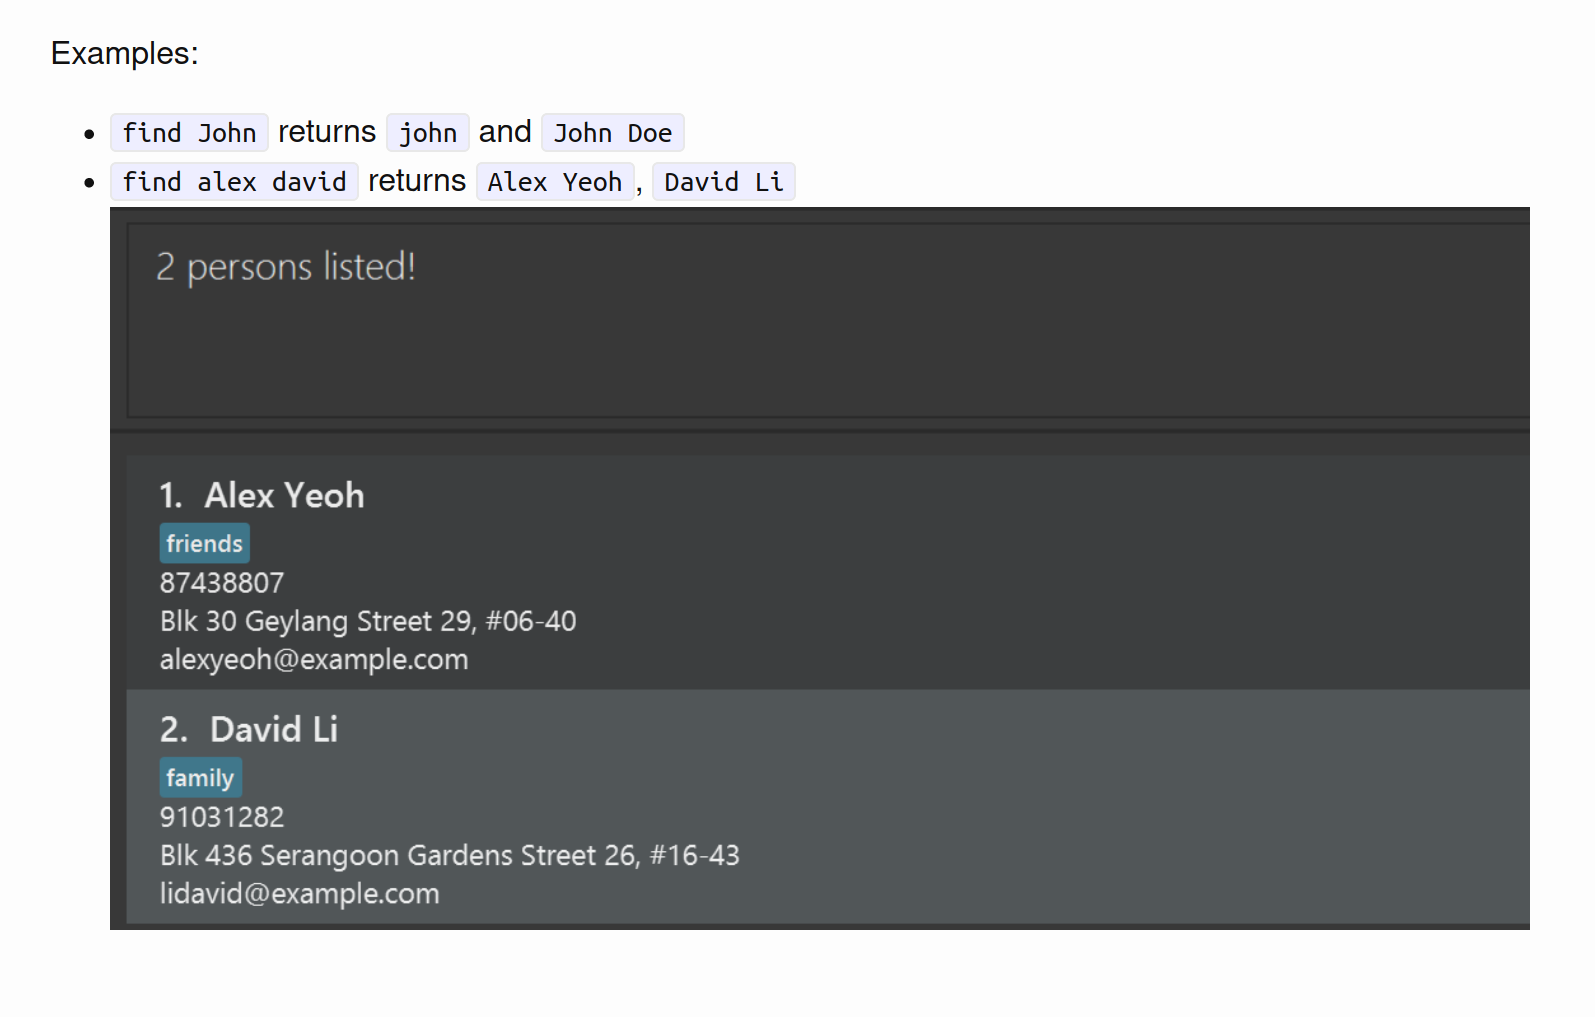 Examples:
find John returns john and John Doe
find alex david returns Alex Yeoh, David Li
2 persons listed!
1. Alex Yeoh
friends
87438807
Blk 30 Geylang Street 29, #06-40
alexyeoh@example.com
2. David Li
family
91031282
Blk 436 Serangoon Gardens Street 26, #16-43
lidavid@example.com